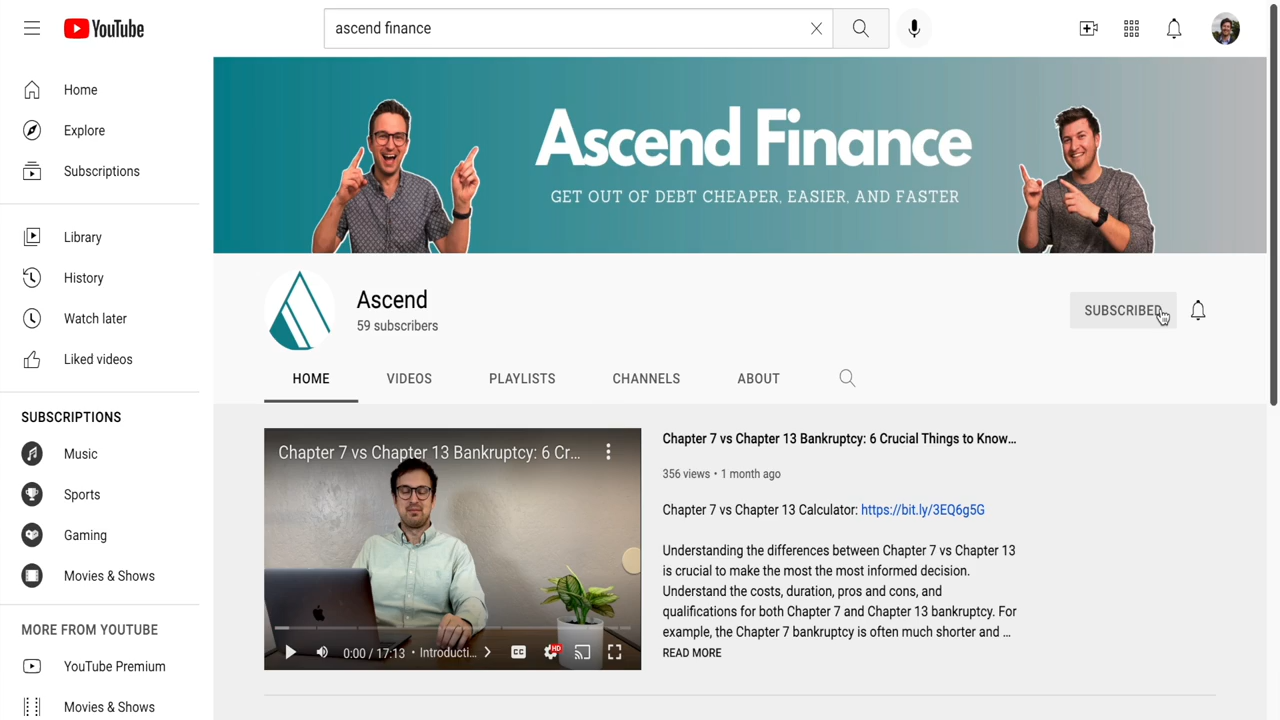 YouTube
ascend finance
Home
Explore
Subscriptions
Library
History
Watch later
Liked videos
SUBSCRIPTIONS
Music
Sports
Gaming
Movies & Shows
MORE FROM YOUTUBE
YouTube Premium
Movies & Shows
Ascend Finance
GET OUT OF DEBT CHEAPER, EASIER, AND FASTER
Ascend
59 subscribers
SUBSCRIBED
HOME VIDEOS PLAYLISTS CHANNELS ABOUT
Chapter 7 vs Chapter 13 Bankruptcy: 6 Cr...
0:00 / 17:13 • Introducti... CC HD
Chapter 7 vs Chapter 13 Bankruptcy: 6 Crucial Things to Know...
356 views • 1 month ago
Chapter 7 vs Chapter 13 Calculator: https://bit.ly/3EQ6g5G
Understanding the differences between Chapter 7 vs Chapter 13
is crucial to make the most the most informed decision.
Understand the costs, duration, pros and cons, and
qualifications for both Chapter 7 and Chapter 13 bankruptcy. For
example, the Chapter 7 bankruptcy is often much shorter and ...
READ MORE